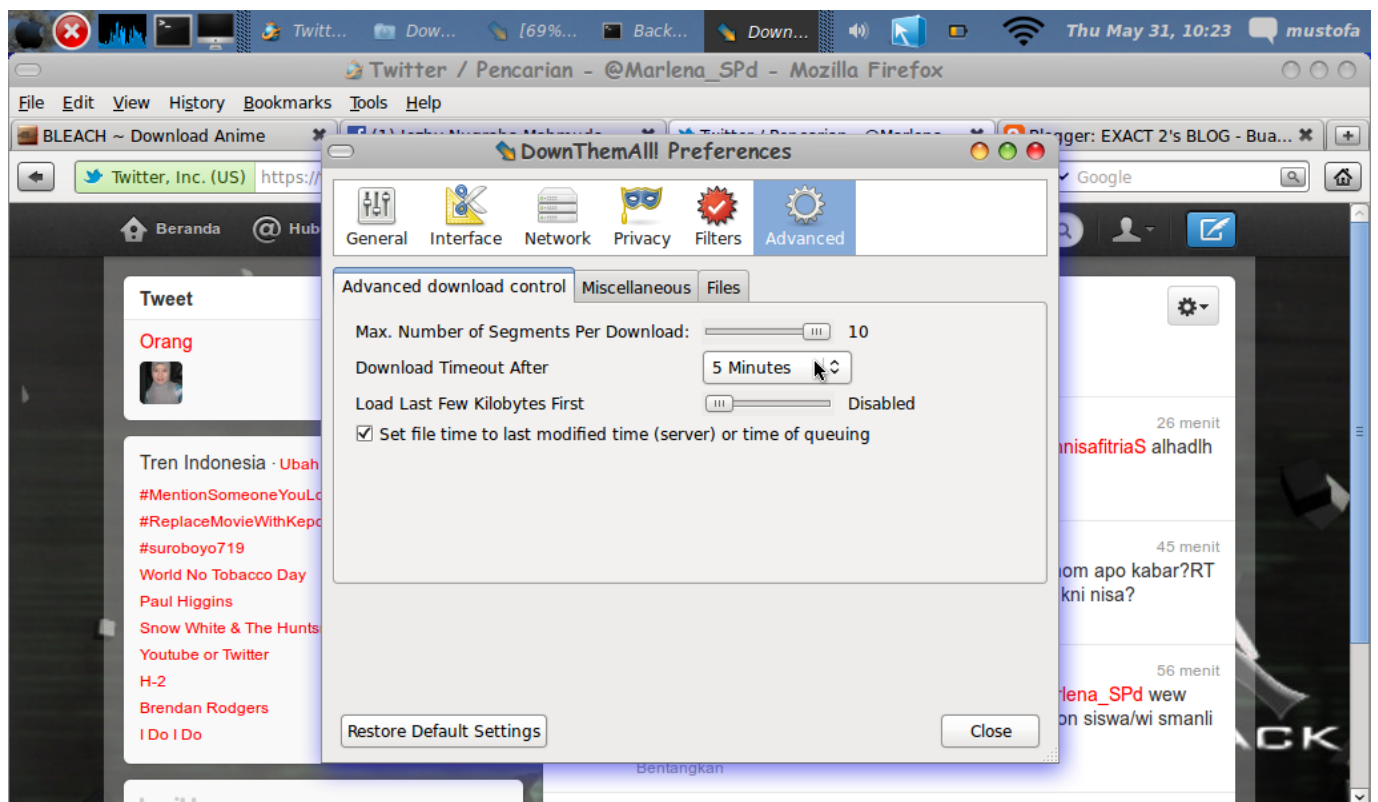 Twitt...
Dow...
[69%...
Back...
Down...
Thu May 31, 10:23
mustofa
Twitter / Pencarian - @Marlena_SPd - Mozilla Firefox
File Edit View History Bookmarks Tools Help
BLEACH ~ Download Anime
gger: EXACT 2's BLOG - Bua...
Twitter, Inc. (US) https://
Google
Beranda
@ Hub
DownThemAll! Preferences
General Interface Network Privacy Filters Advanced
Advanced download control Miscellaneous Files
Max. Number of Segments Per Download: 10
Download Timeout After 5 Minutes
Load Last Few Kilobytes First Disabled
Set file time to last modified time (server) or time of queuing
Restore Default Settings
Close
Tweet
Orang
Tren Indonesia · Ubah
#MentionSomeoneYouLo
#ReplaceMovieWithKepo
#suroboyo719
World No Tobacco Day
Paul Higgins
Snow White & The Hunts
Youtube or Twitter
H-2
Brendan Rodgers
I Do I Do
26 menit
nnisafitriaS alhadlh
45 menit
om apo kabar?RT
kni nisa?
56 menit
rlena_SPd wew
on siswa/wi smanli
Bentangkan
ACK